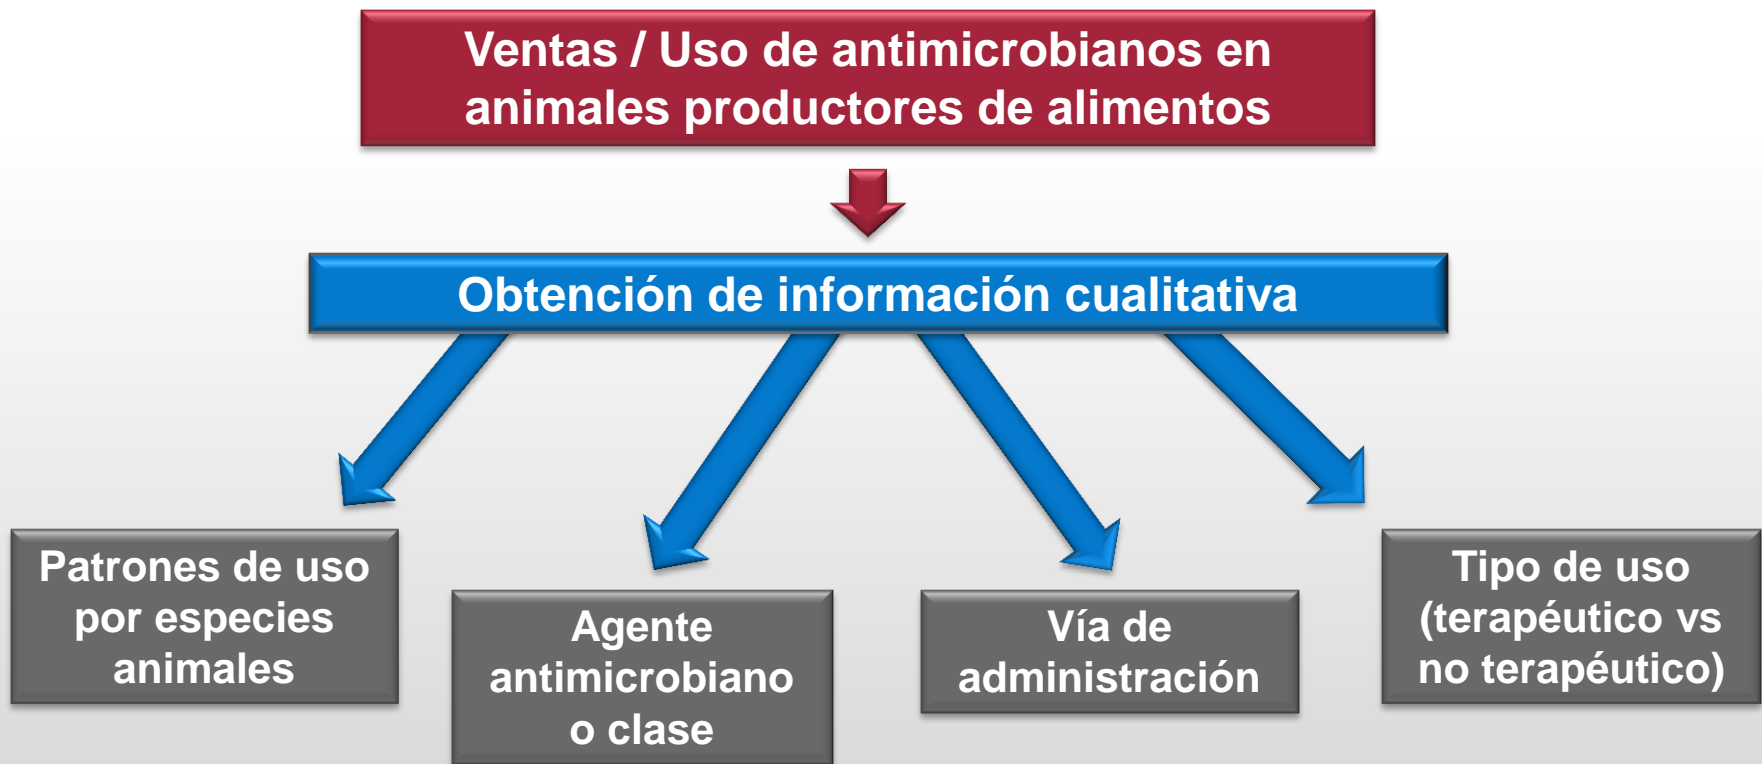 Ventas / Uso de antimicrobianos en
animales productores de alimentos
Obtención de información cualitativa
Patrones de uso
por especies
animales
Agente
antimicrobiano
o clase
Vía de
administración
Tipo de uso
(terapéutico vs
no terapéutico)